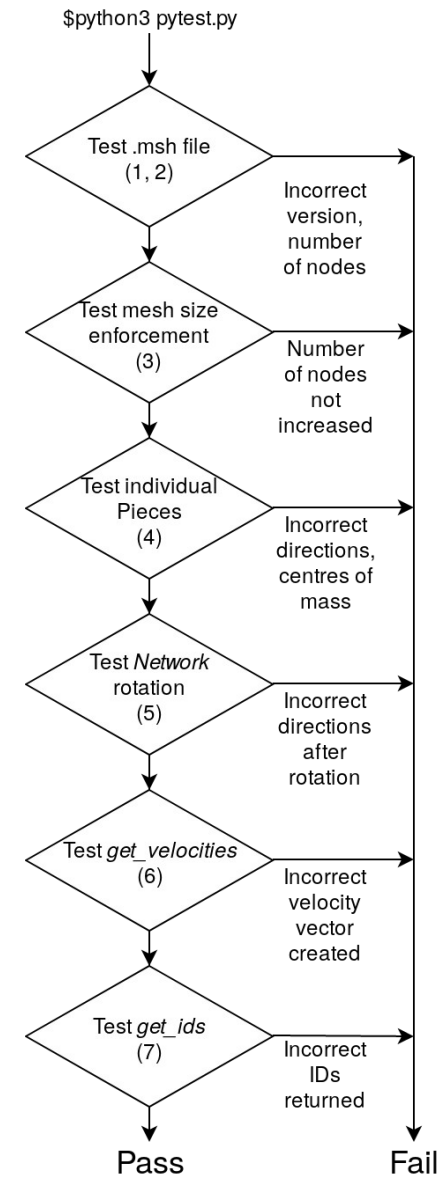 $python3 pytest.py
Test .msh file
(1, 2)
Incorrect
version,
number
of nodes
Test mesh size
enforcement
(3)
Number
of nodes
not
increased
Test individual
Pieces
(4)
Incorrect
directions,
centres of
mass
Test Network
rotation
(5)
Incorrect
directions
after
rotation
Test get_velocities
(6)
Incorrect
velocity
vector
created
Test get_ids
(7)
Incorrect
IDs
returned
Pass
Fail